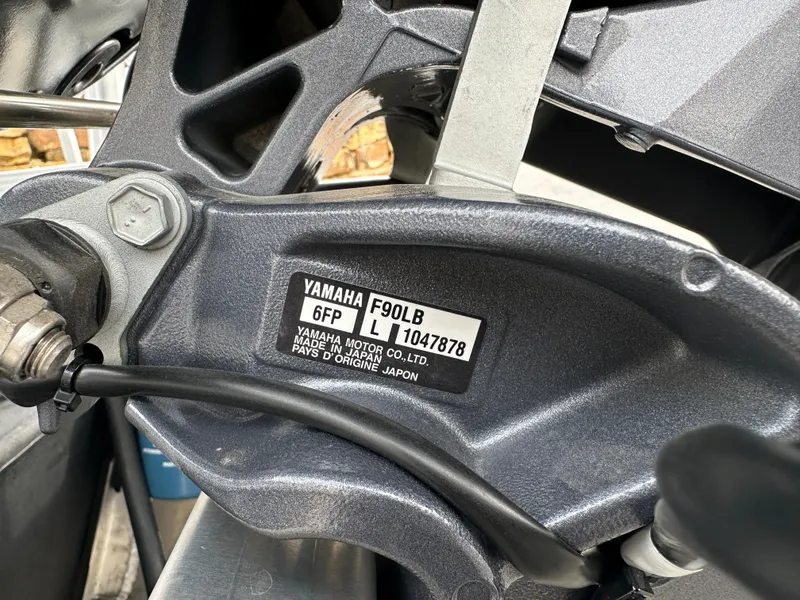 YAMAHA F90LB
6FP L 1047878
YAMAHA MOTOR CO.,LTD.
MADE IN JAPAN
PAYS D'ORIGINE JAPON